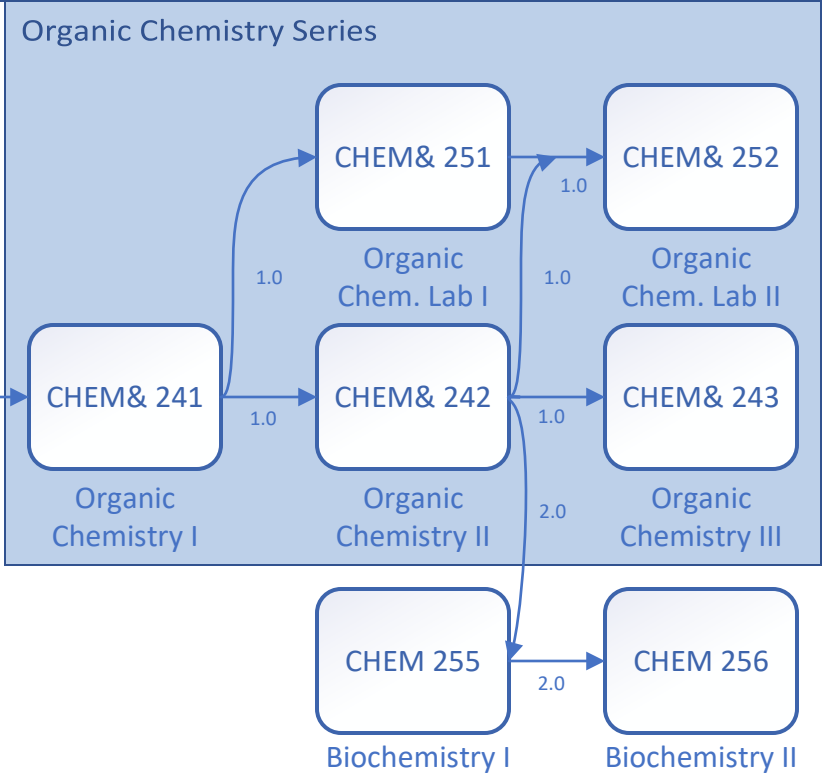 Organic Chemistry Series
CHEM& 251
CHEM& 252
1.0
Organic
Chem. Lab I
Organic
Chem. Lab II
1.0
1.0
CHEM& 241
CHEM& 242
CHEM& 243
1.0
1.0
Organic
Chemistry I
Organic
Chemistry II
Organic
Chemistry III
2.0
CHEM 255
CHEM 256
2.0
Biochemistry I
Biochemistry II